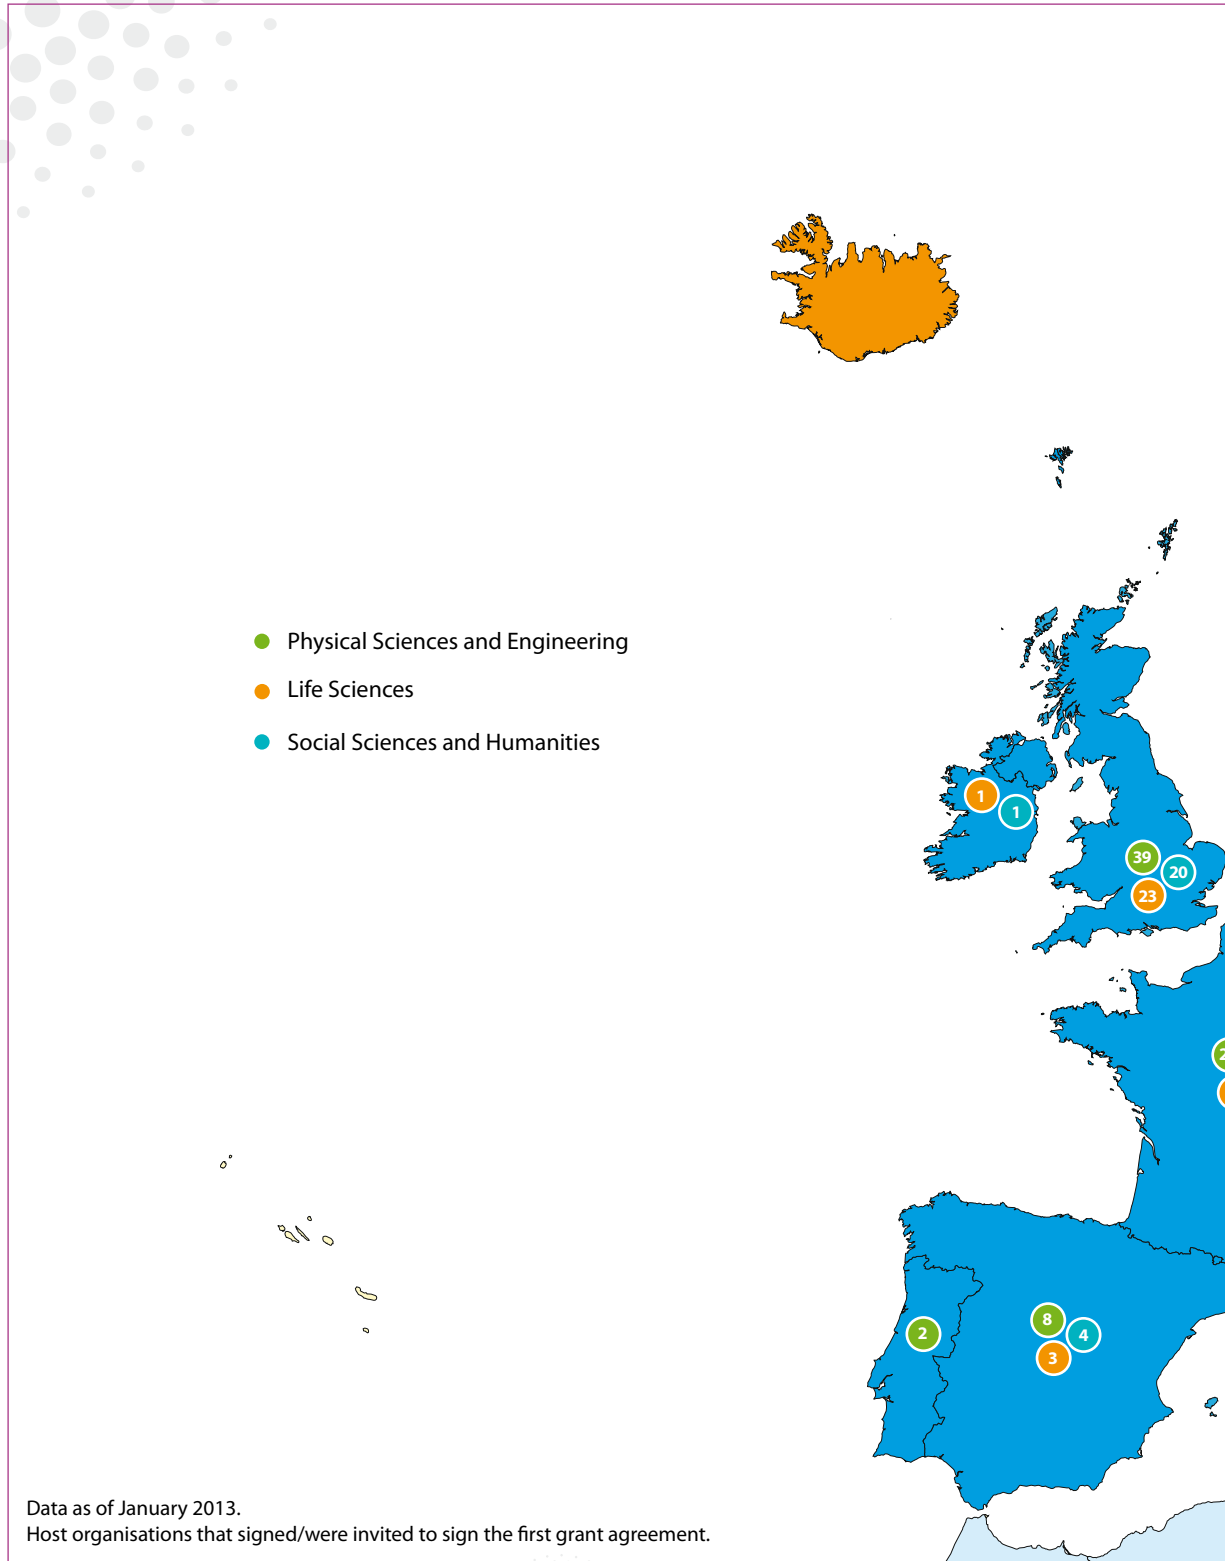 Physical Sciences and Engineering
Life Sciences
Social Sciences and Humanities
1
1
39
20
23
8
4
3
2
Data as of January 2013.
Host organisations that signed/were invited to sign the first grant agreement.